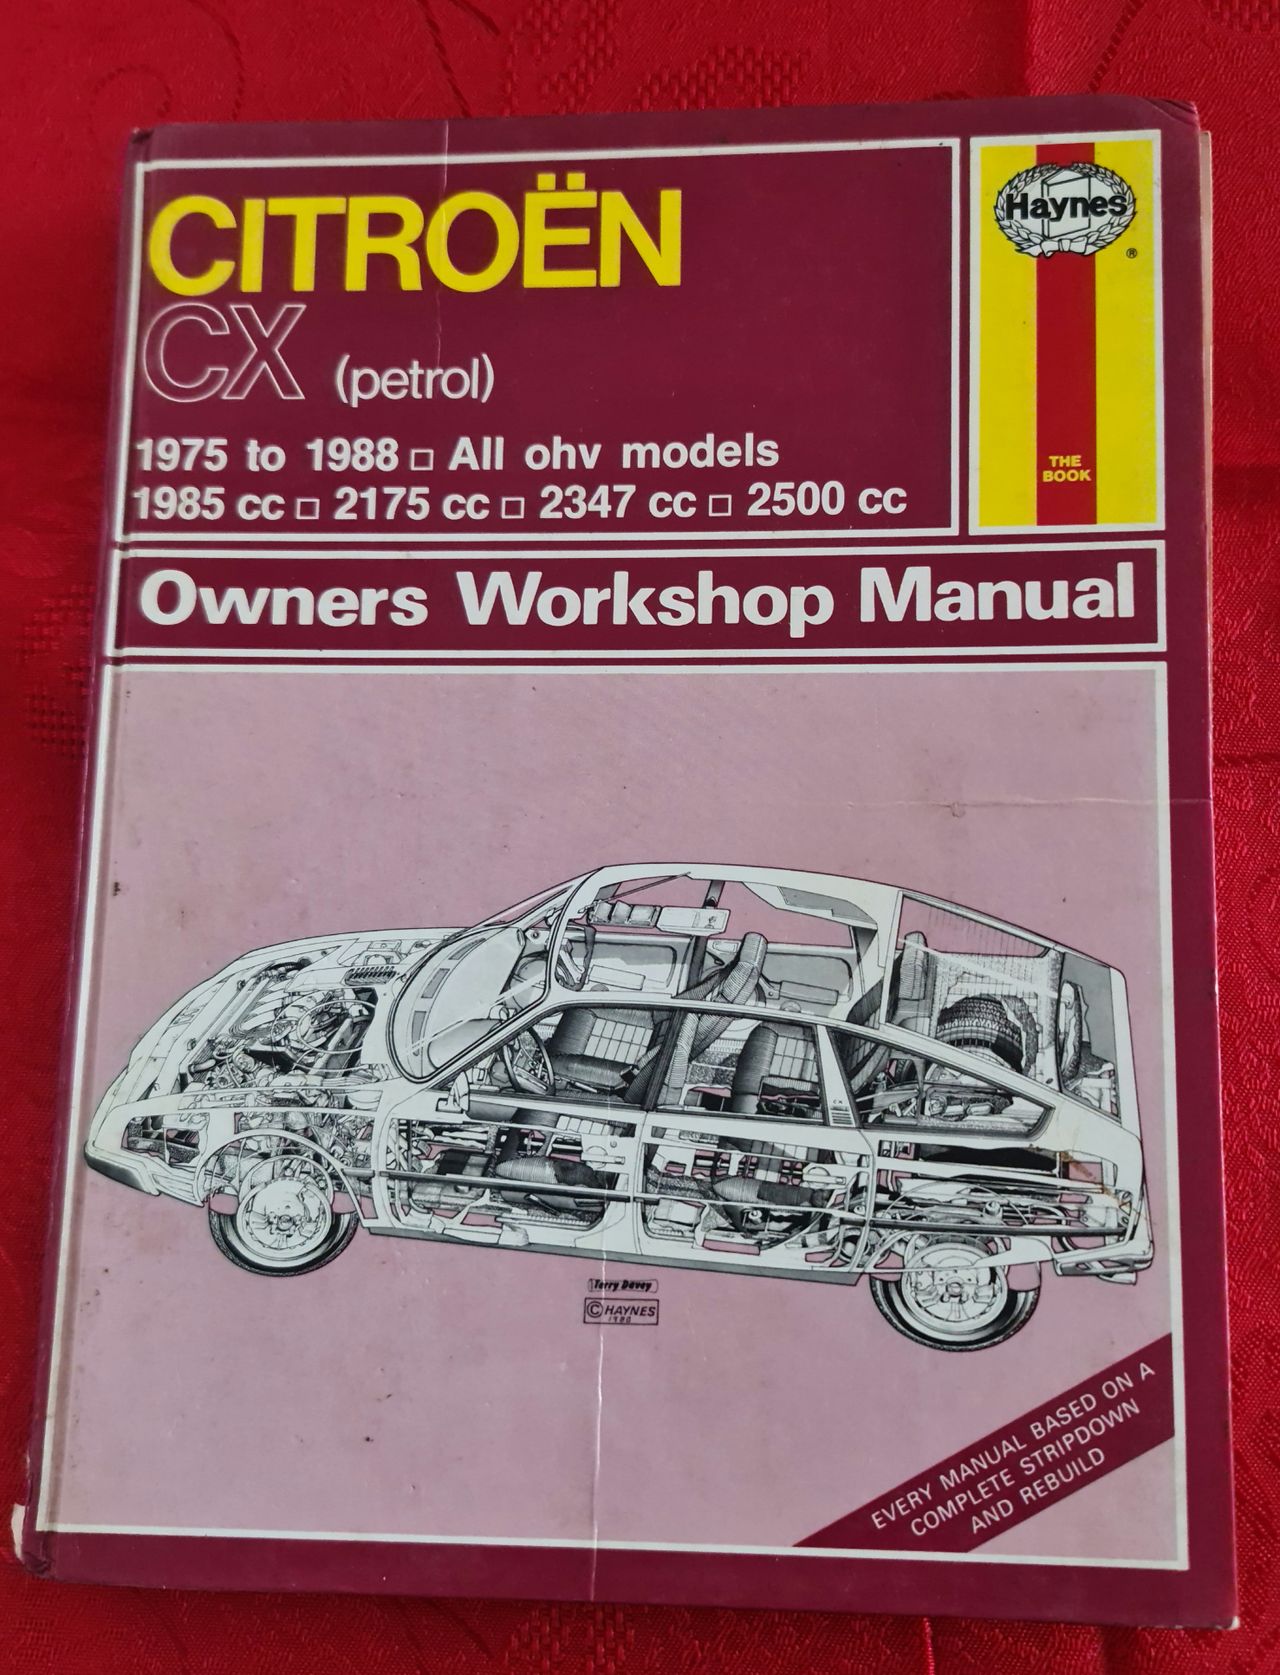 CITROËN
CX (petrol)
1975 to 1988 □ All ohv models
1985 cc □ 2175 cc □ 2347 cc □ 2500 cc
Haynes
®
THE
BOOK
Owners Workshop Manual
Terry Davey
© HAYNES
1980
EVERY MANUAL BASED ON A
COMPLETE STRIPDOWN
AND REBUILD